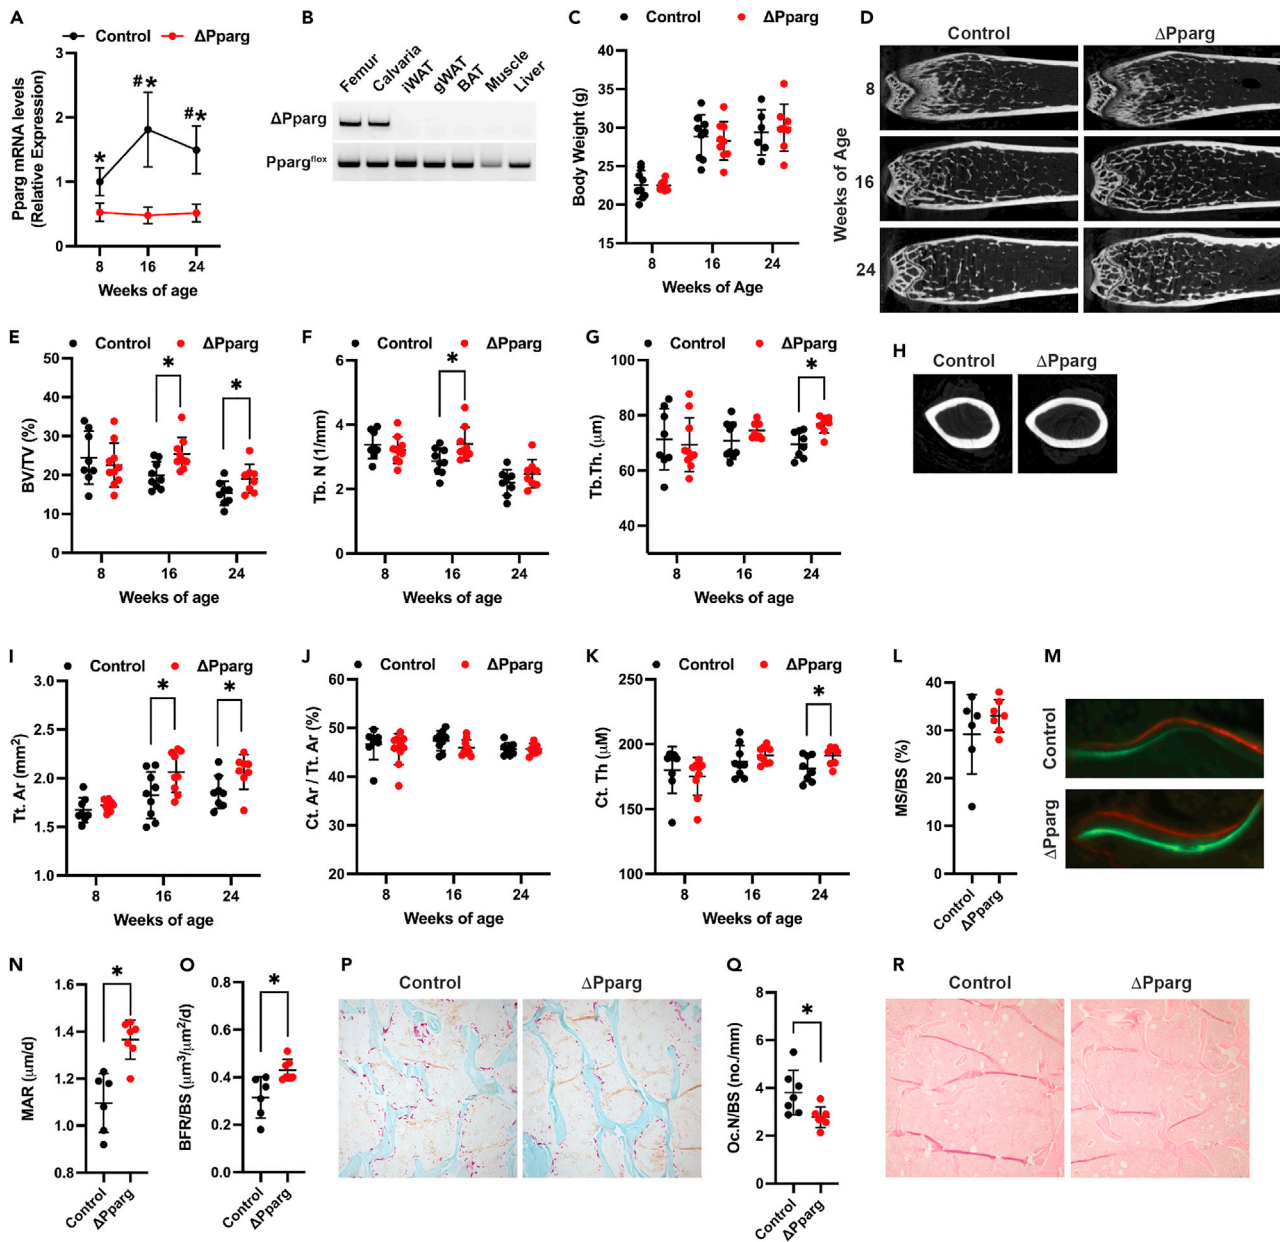 A
Control ΔPparg
Pparg mRNA levels
(Relative Expression)
3
2
1
0
*
#*
#*
8 16 24
Weeks of age
B
Femur Calvaria iWAT gWAT BAT Muscle Liver
ΔPparg
Ppargflox
C
Control ΔPparg
Body Weight (g)
40
35
30
25
20
15
8 16 24
Weeks of Age
D
Control ΔPparg
Weeks of Age
8
16
24
E
Control ΔPparg
BV/TV (%)
50
40
30
20
10
0
*
*
8 16 24
Weeks of age
F
Control ΔPparg
Tb. N (1/mm)
6
4
2
0
*
8 16 24
Weeks of age
G
Control ΔPparg
Tb.Th. (μm)
100
80
60
40
*
8 16 24
Weeks of age
H
Control ΔPparg
I
Control ΔPparg
Tt. Ar (mm2)
3.0
2.5
2.0
1.5
1.0
*
*
8 16 24
Weeks of age
J
Control ΔPparg
Ct. Ar / Tt. Ar (%)
60
50
40
30
20
8 16 24
Weeks of age
K
Control ΔPparg
Ct. Th (μM)
250
200
150
100
*
8 16 24
Weeks of age
L
MS/BS (%)
40
30
20
10
0
Control ΔPparg
M
Control
ΔPparg
N
MAR (μm/d)
1.6
1.4
1.2
1.0
0.8
*
Control ΔPparg
O
BFR/BS (μm3/μm2/d)
0.8
0.6
0.4
0.2
0.0
*
Control ΔPparg
P
Control ΔPparg
Q
Oc.N/BS (no./mm)
8
6
4
2
0
*
Control ΔPparg
R
Control ΔPparg